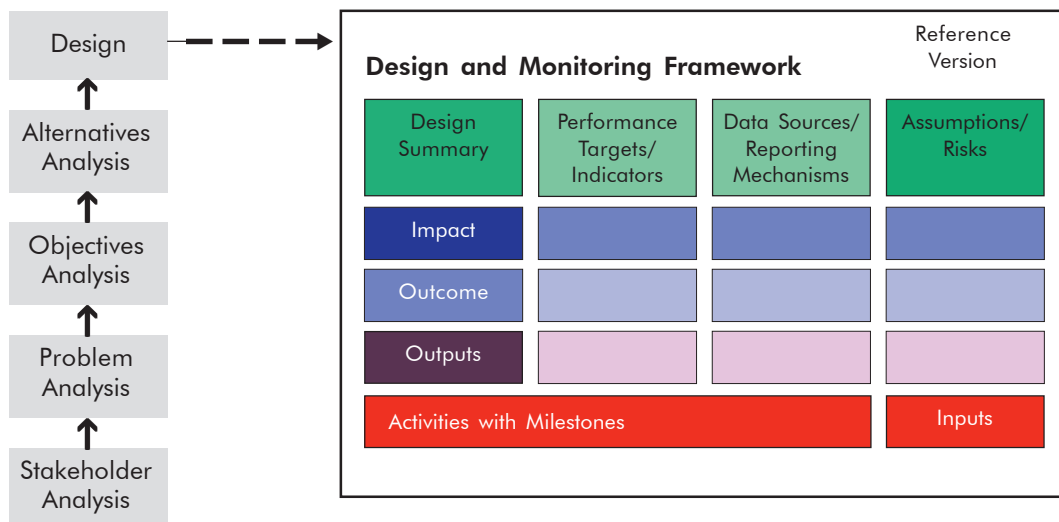 Design
Alternatives
Analysis
Objectives
Analysis
Problem
Analysis
Stakeholder
Analysis
Reference
Version
Design and Monitoring Framework
Design
Summary
Performance
Targets/
Indicators
Data Sources/
Reporting
Mechanisms
Assumptions/
Risks
Impact
Outcome
Outputs
Activities with Milestones
Inputs